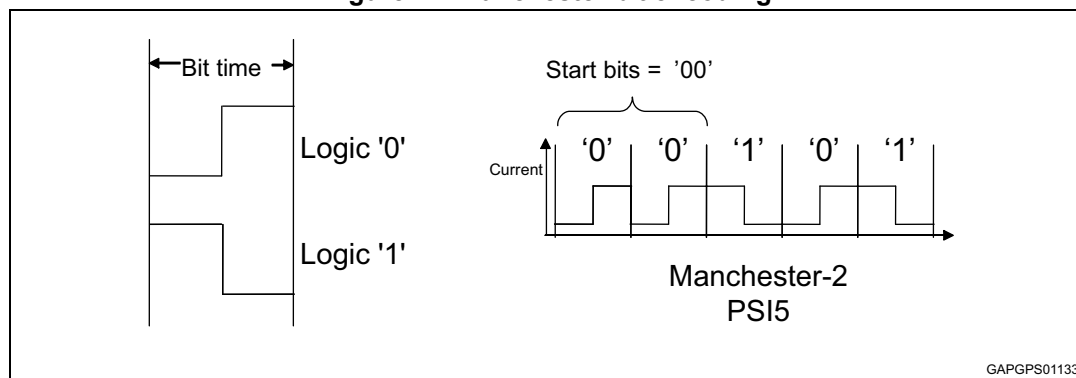 Bit time
Logic '0'
Logic '1'
Start bits = '00'
‘0’ ‘0’ ‘1’ ‘0’ ‘1’
Current
Manchester-2
PSI5
GAPGPS01133